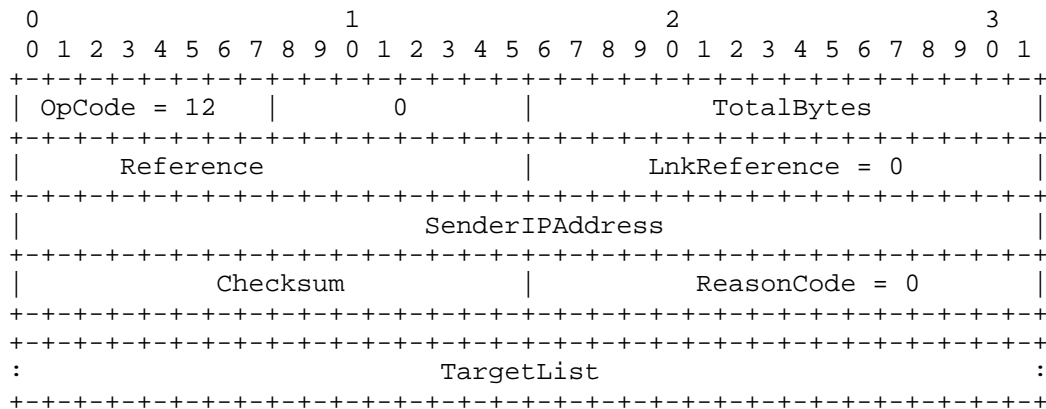 0                   1                   2                   3
 0 1 2 3 4 5 6 7 8 9 0 1 2 3 4 5 6 7 8 9 0 1 2 3 4 5 6 7 8 9 0 1
+-+-+-+-+-+-+-+-+-+-+-+-+-+-+-+-+-+-+-+-+-+-+-+-+-+-+-+-+-+-+-+-+
| OpCode = 12   |       0       |           TotalBytes          |
+-+-+-+-+-+-+-+-+-+-+-+-+-+-+-+-+-+-+-+-+-+-+-+-+-+-+-+-+-+-+-+-+
|      Reference                |       LnkReference = 0        |
+-+-+-+-+-+-+-+-+-+-+-+-+-+-+-+-+-+-+-+-+-+-+-+-+-+-+-+-+-+-+-+-+
|                         SenderIPAddress                       |
+-+-+-+-+-+-+-+-+-+-+-+-+-+-+-+-+-+-+-+-+-+-+-+-+-+-+-+-+-+-+-+-+
|            Checksum           |          ReasonCode = 0       |
+-+-+-+-+-+-+-+-+-+-+-+-+-+-+-+-+-+-+-+-+-+-+-+-+-+-+-+-+-+-+-+-+
+-+-+-+-+-+-+-+-+-+-+-+-+-+-+-+-+-+-+-+-+-+-+-+-+-+-+-+-+-+-+-+-+
:                          TargetList                           :
+-+-+-+-+-+-+-+-+-+-+-+-+-+-+-+-+-+-+-+-+-+-+-+-+-+-+-+-+-+-+-+-+